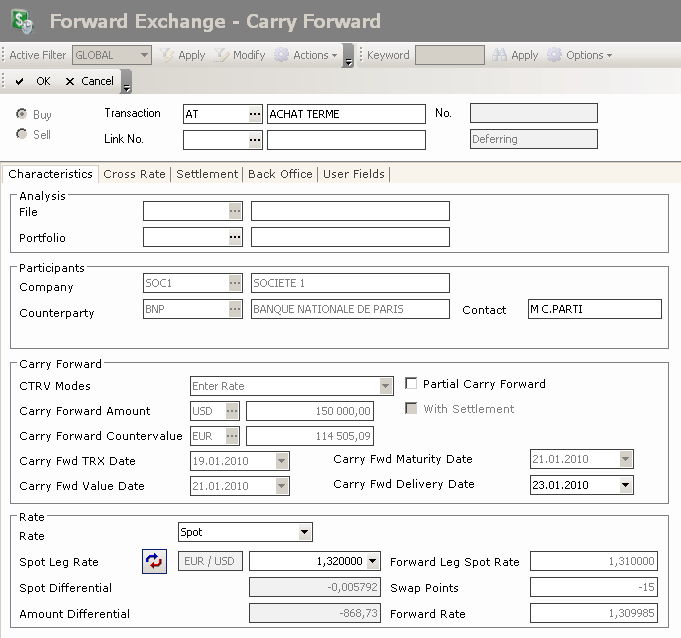 Forward Exchange - Carry Forward
Active Filter GLOBAL Apply Modify Actions Keyword Apply Options
OK Cancel
Buy Transaction AT ... ACHAT TERME No.
Sell Link No. ... Deferring
Characteristics Cross Rate Settlement Back Office User Fields
Analysis
File ...
Portfolio ...
Participants
Company SOC1 ... SOCIETE 1
Counterparty BNP ... BANQUE NATIONALE DE PARIS Contact M C.PARTI
Carry Forward
CTRV Modes Enter Rate Partial Carry Forward
Carry Forward Amount USD ... 150 000,00 With Settlement
Carry Forward Countervalue EUR ... 114 505,09
Carry Fwd TRX Date 19.01.2010 Carry Fwd Maturity Date 21.01.2010
Carry Fwd Value Date 21.01.2010 Carry Fwd Delivery Date 23.01.2010
Rate
Rate Spot
Spot Leg Rate EUR / USD 1,320000 Forward Leg Spot Rate 1,310000
Spot Differential -0,005792 Swap Points -15
Amount Differential -868,73 Forward Rate 1,309985